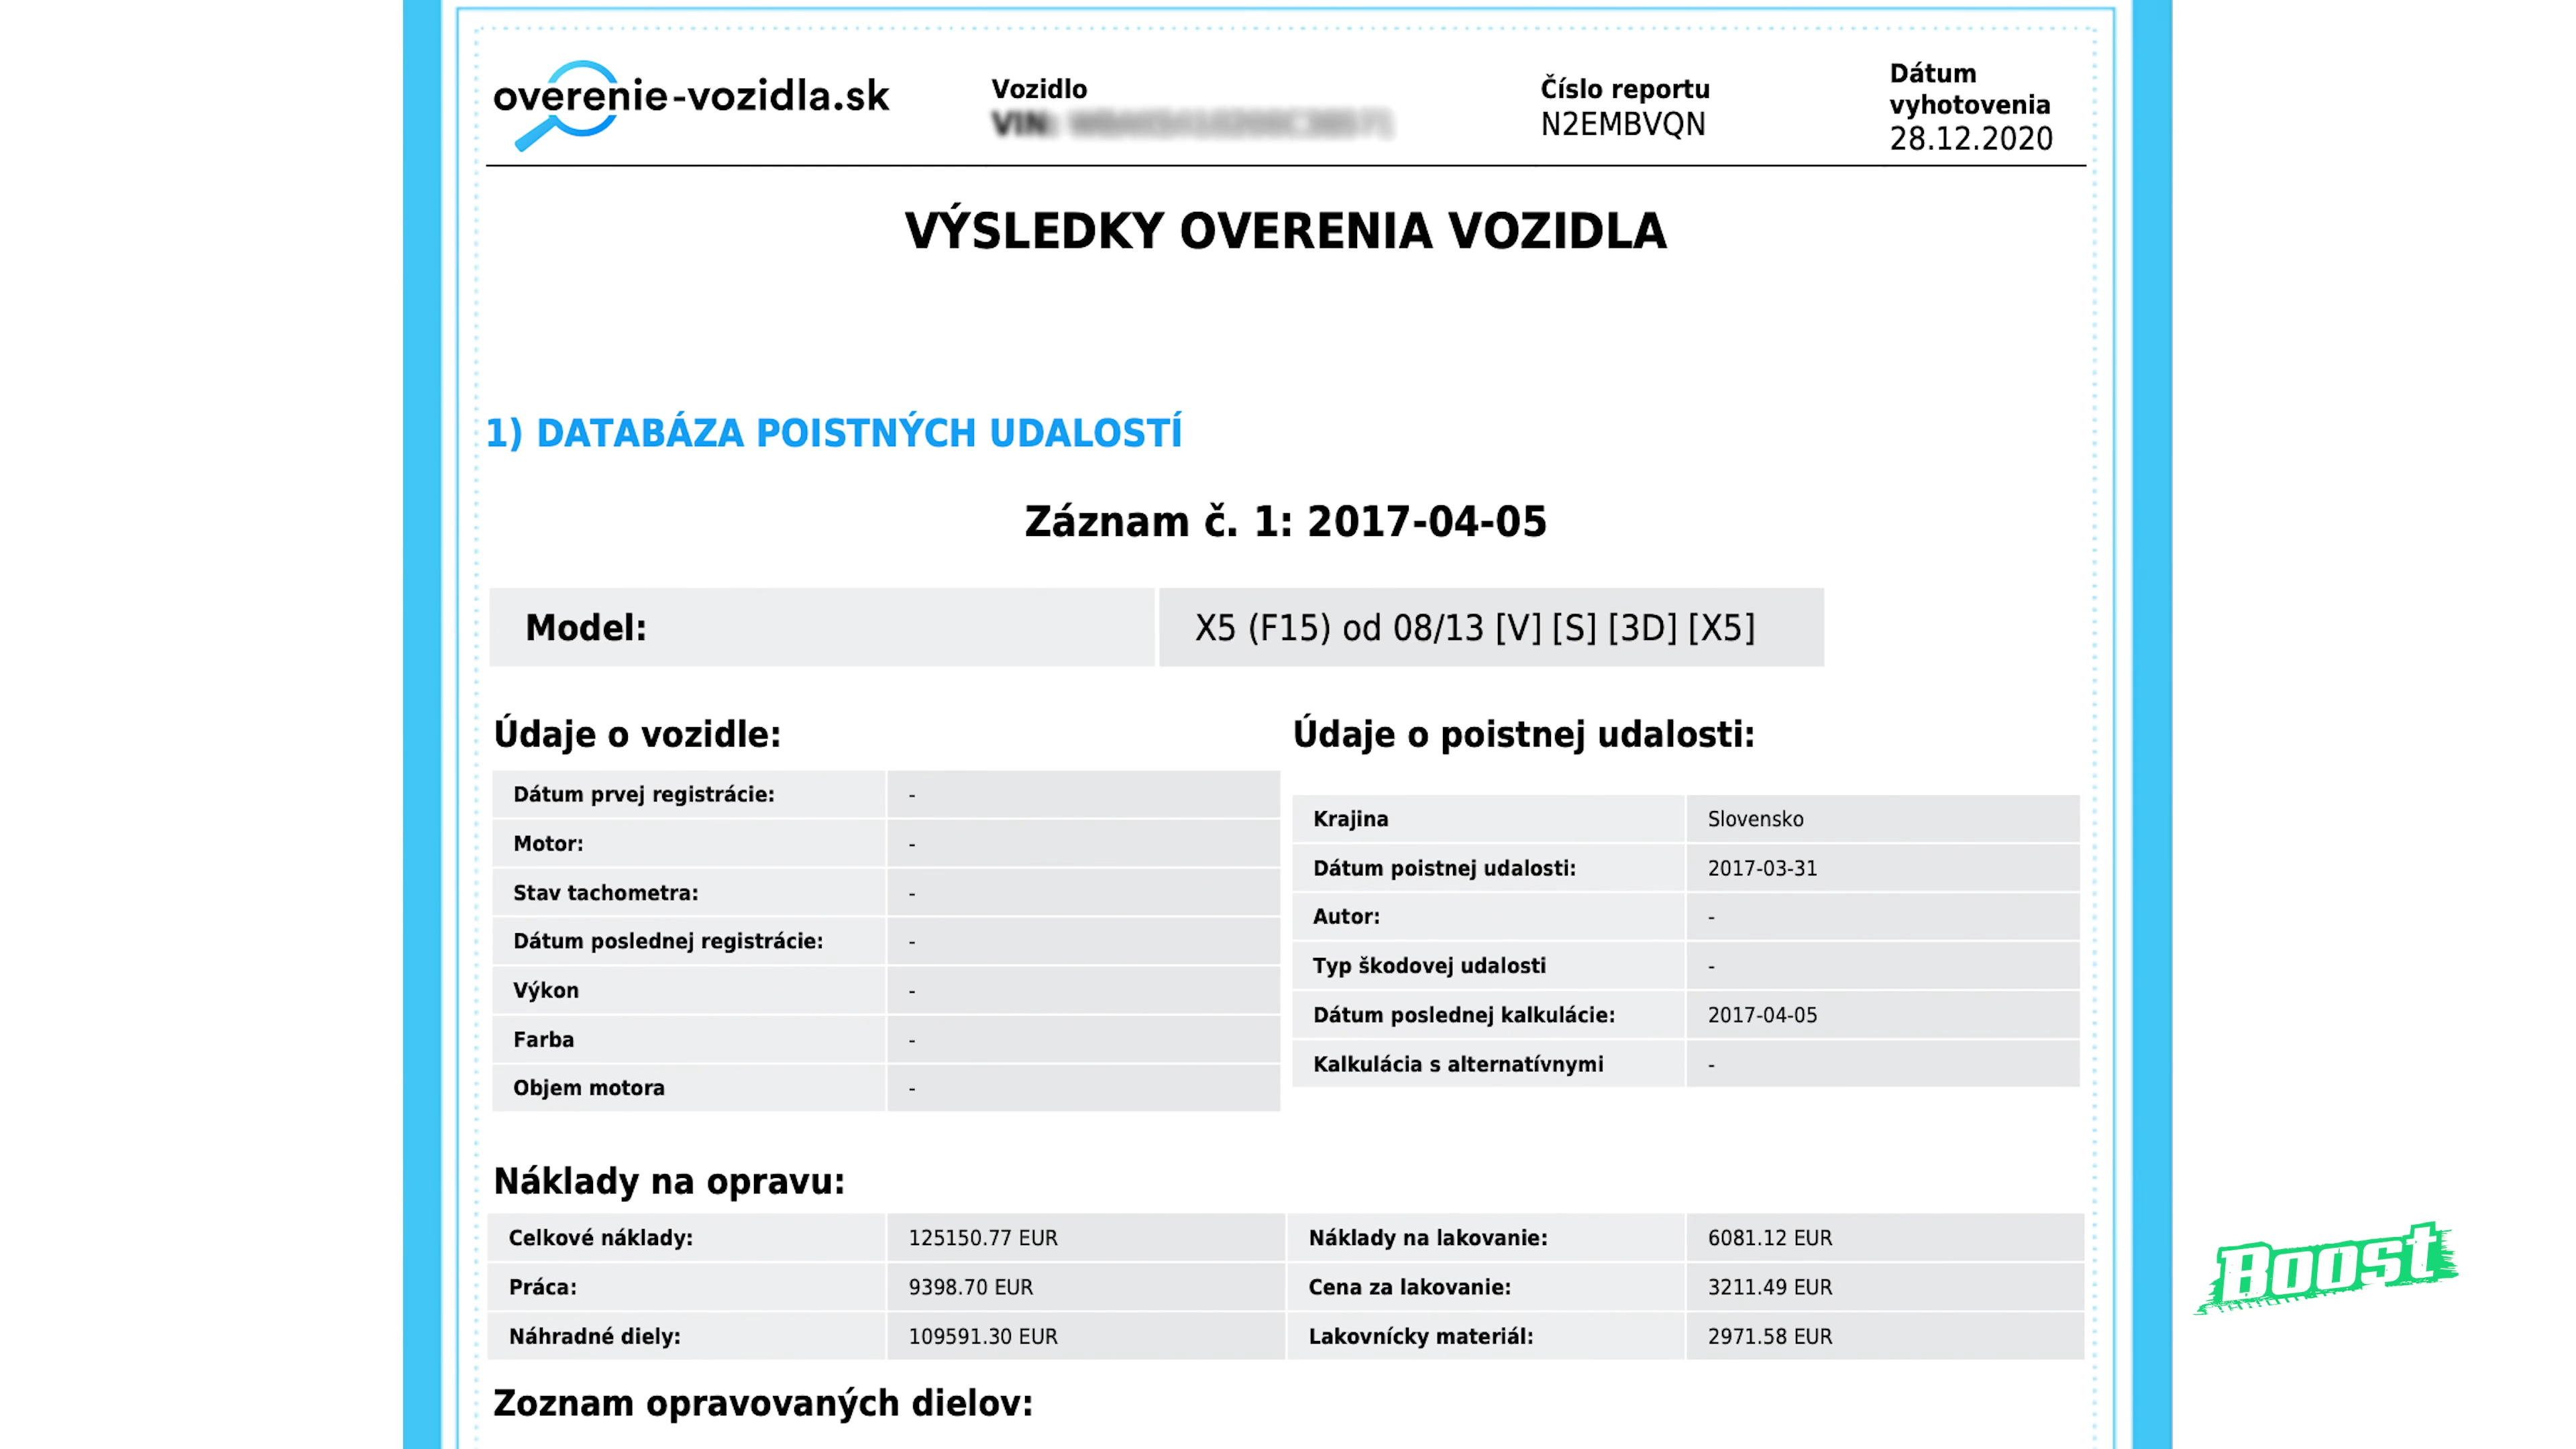 overenie-vozidla.sk
Vozidlo
VIN:
Číslo reportu
N2EMBVQN
Dátum
vyhotovenia
28.12.2020
VÝSLEDKY OVERENIA VOZIDLA
1) DATABÁZA POISTNÝCH UDALOSTÍ
Záznam č. 1: 2017-04-05
Model: X5 (F15) od 08/13 [V] [S] [3D] [X5]
Údaje o vozidle:
Dátum prvej registrácie: -
Motor: -
Stav tachometra: -
Dátum poslednej registrácie: -
Výkon -
Farba -
Objem motora -
Údaje o poistnej udalosti:
Krajina Slovensko
Dátum poistnej udalosti: 2017-03-31
Autor: -
Typ škodovej udalosti -
Dátum poslednej kalkulácie: 2017-04-05
Kalkulácia s alternatívnymi -
Náklady na opravu:
Celkové náklady: 125150.77 EUR Náklady na lakovanie: 6081.12 EUR
Práca: 9398.70 EUR Cena za lakovanie: 3211.49 EUR
Náhradné diely: 109591.30 EUR Lakovnícky materiál: 2971.58 EUR
Zoznam opravovaných dielov:
Boost